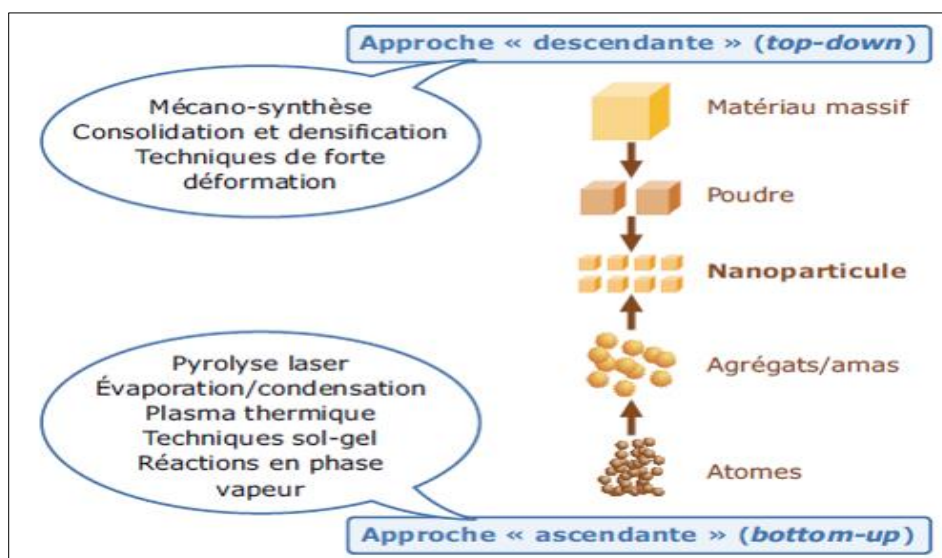 Approche « descendante » (top-down)
Mécano-synthèse
Consolidation et densification
Techniques de forte
déformation
Matériau massif
Poudre
Nanoparticule
Agrégats/amas
Atomes
Pyrolyse laser
Évaporation/condensation
Plasma thermique
Techniques sol-gel
Réactions en phase
vapeur
Approche « ascendante » (bottom-up)